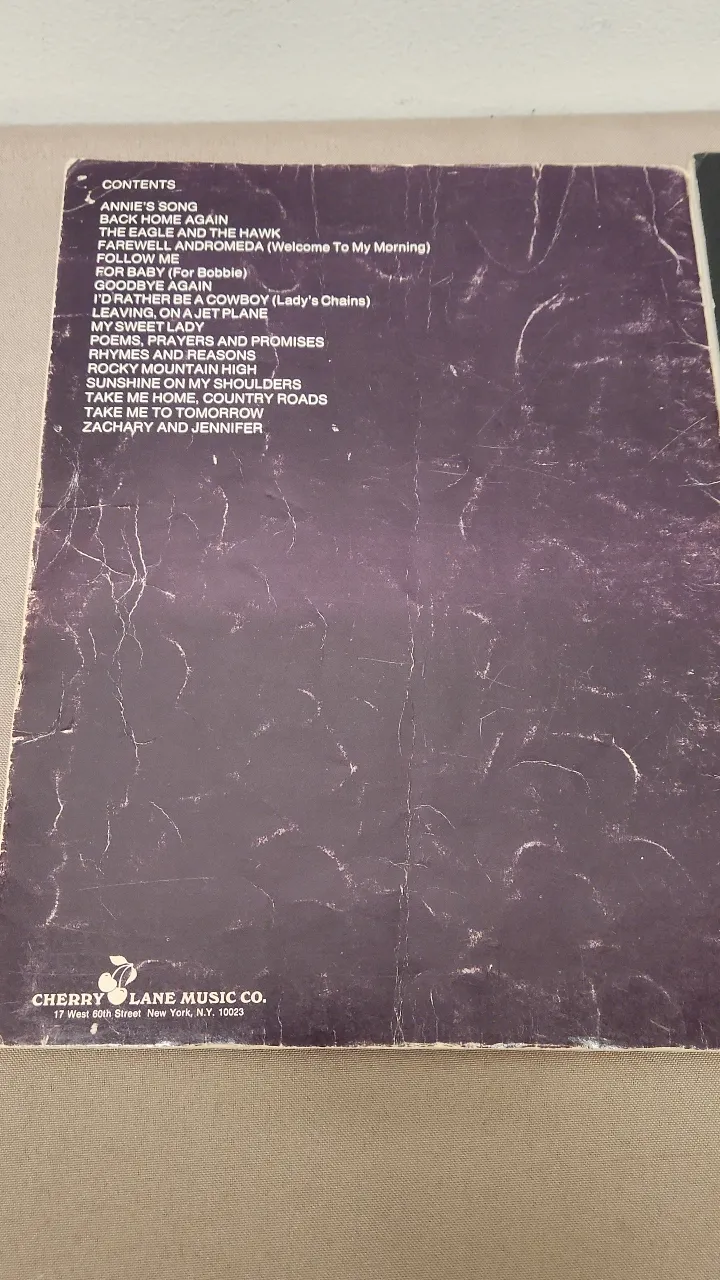 CONTENTS
ANNIE'S SONG
BACK HOME AGAIN
THE EAGLE AND THE HAWK
FAREWELL ANDROMEDA (Welcome To My Morning)
FOLLOW ME
FOR BABY (For Bobbie)
GOODBYE AGAIN
I'D RATHER BE A COWBOY (Lady's Chains)
LEAVING, ON A JET PLANE
MY SWEET LADY
POEMS, PRAYERS AND PROMISES
RHYMES AND REASONS
ROCKY MOUNTAIN HIGH
SUNSHINE ON MY SHOULDERS
TAKE ME HOME, COUNTRY ROADS
TAKE ME TO TOMORROW
ZACHARY AND JENNIFER
CHERRY LANE MUSIC CO.
17 West 60th Street New York, N.Y. 10023